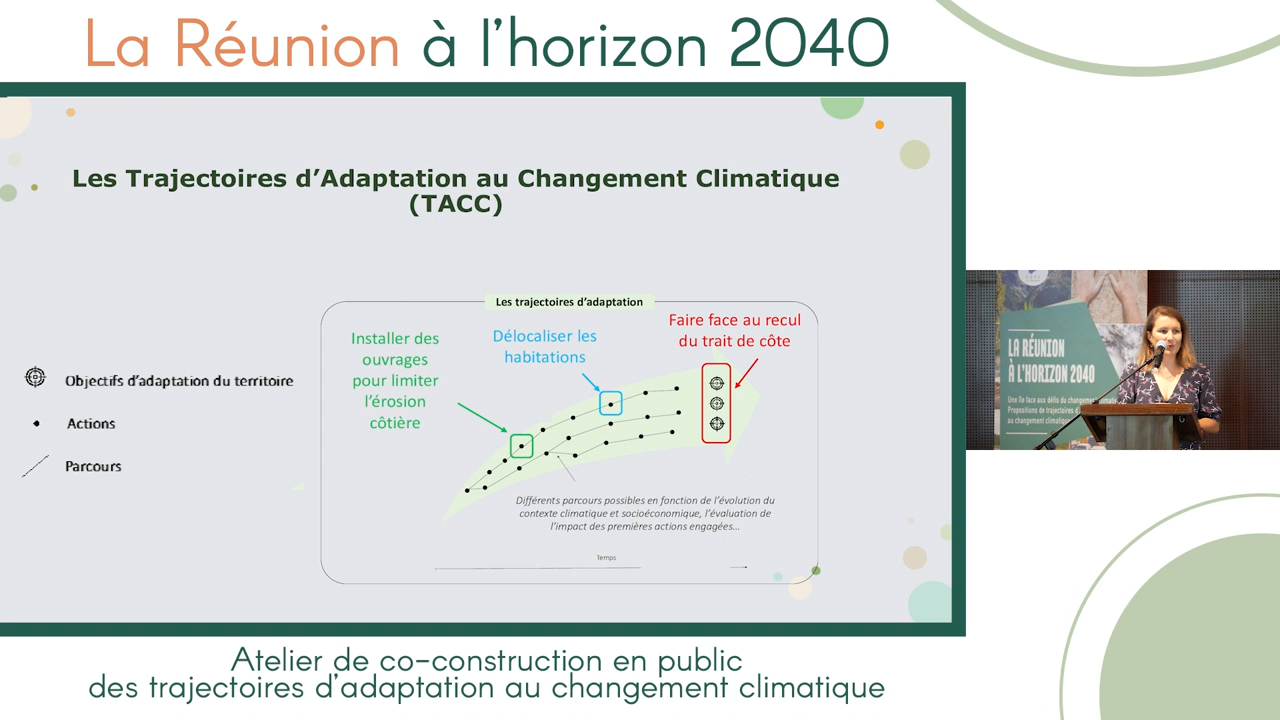 La Réunion à l'horizon 2040
Les Trajectoires d'Adaptation au Changement Climatique
(TACC)
Les trajectoires d'adaptation
Installer des
ouvrages
pour limiter
l'érosion
côtière
Délocaliser les
habitations
Faire face au recul
du trait de côte
Objectifs d'adaptation du territoire
Actions
Parcours
Différents parcours possibles en fonction de l'évolution du
contexte climatique et socioéconomique, l'évaluation de
l'impact des premières actions engagées...
Temps
LA RÉUNION
À L'HORIZON 2040
Une île face aux défis du changement climatique
Propositions de trajectoires d
au changement climatique
Atelier de co-construction en public
des trajectoires d'adaptation au changement climatique